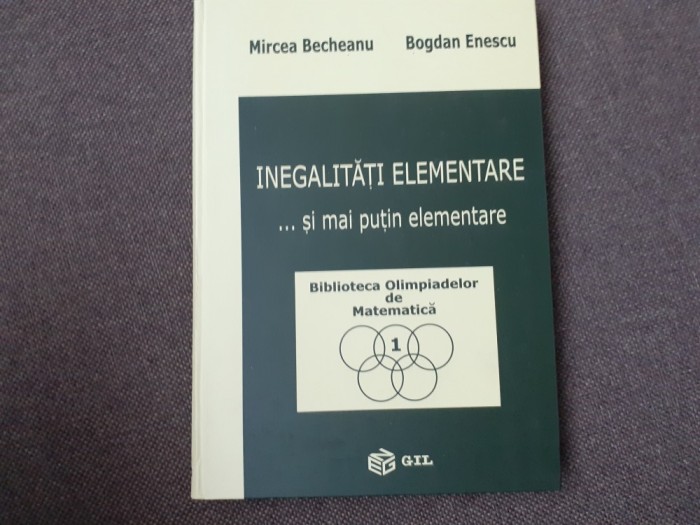 Mircea Becheanu Bogdan Enescu
INEGALITĂȚI ELEMENTARE
... și mai puțin elementare
Biblioteca Olimpiadelor
de
Matematică
1
GIL